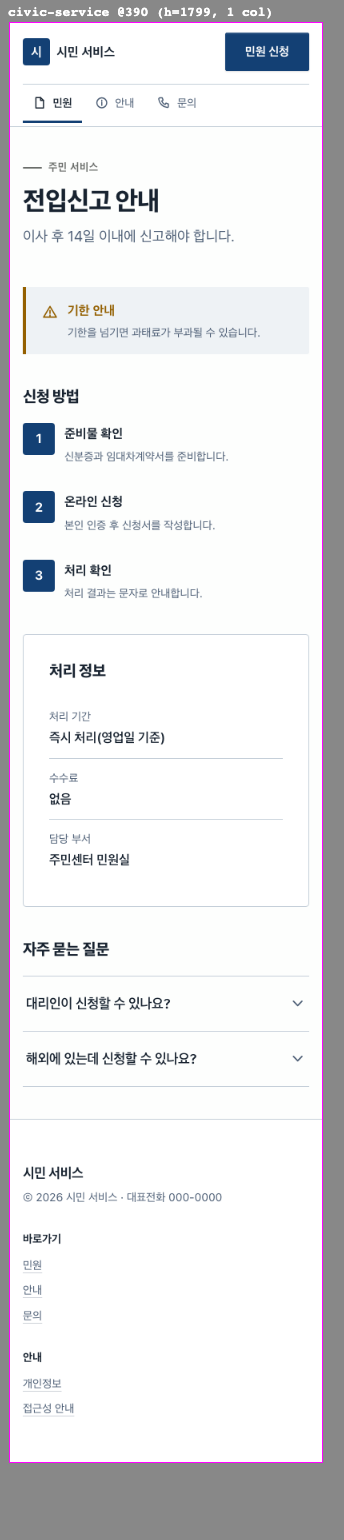 civic-service @390 (h=1799, 1 col)
시 시민 서비스 민원 신청
민원 안내 문의
주민 서비스
전입신고 안내
이사 후 14일 이내에 신고해야 합니다.
기한 안내
기한을 넘기면 과태료가 부과될 수 있습니다.
신청 방법
1 준비물 확인
신분증과 임대차계약서를 준비합니다.
2 온라인 신청
본인 인증 후 신청서를 작성합니다.
3 처리 확인
처리 결과는 문자로 안내합니다.
처리 정보
처리 기간
즉시 처리(영업일 기준)
수수료
없음
담당 부서
주민센터 민원실
자주 묻는 질문
대리인이 신청할 수 있나요?
해외에 있는데 신청할 수 있나요?
시민 서비스
© 2026 시민 서비스 · 대표전화 000-0000
바로가기
민원
안내
문의
안내
개인정보
접근성 안내